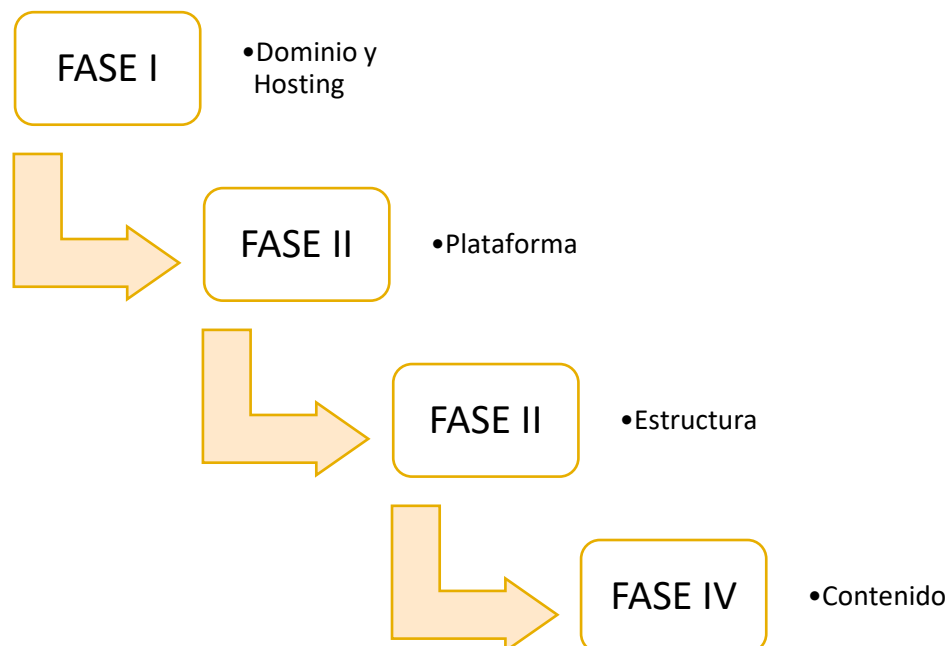 FASE I
•Dominio y
Hosting
FASE II
•Plataforma
FASE II
•Estructura
FASE IV
•Contenido